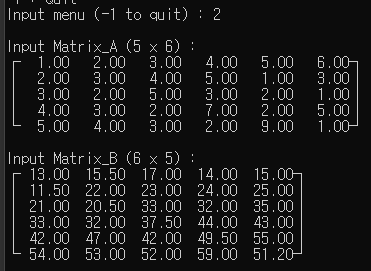 -1 : Quit
Input menu (-1 to quit) : 2
Input Matrix_A (5 x 6) :
┌ 1.00 2.00 3.00 4.00 5.00 6.00┐
│ 2.00 3.00 4.00 5.00 1.00 3.00│
│ 3.00 2.00 5.00 3.00 2.00 1.00│
│ 4.00 3.00 2.00 7.00 2.00 5.00│
└ 5.00 4.00 3.00 2.00 9.00 1.00┘
Input Matrix_B (6 x 5) :
┌ 13.00 15.50 17.00 14.00 15.00┐
│ 11.50 22.00 23.00 24.00 25.00│
│ 21.00 20.50 33.00 32.00 35.00│
│ 33.00 32.00 37.50 44.00 43.00│
│ 42.00 47.00 42.00 49.50 55.00│
└ 54.00 53.00 52.00 59.00 51.20┘